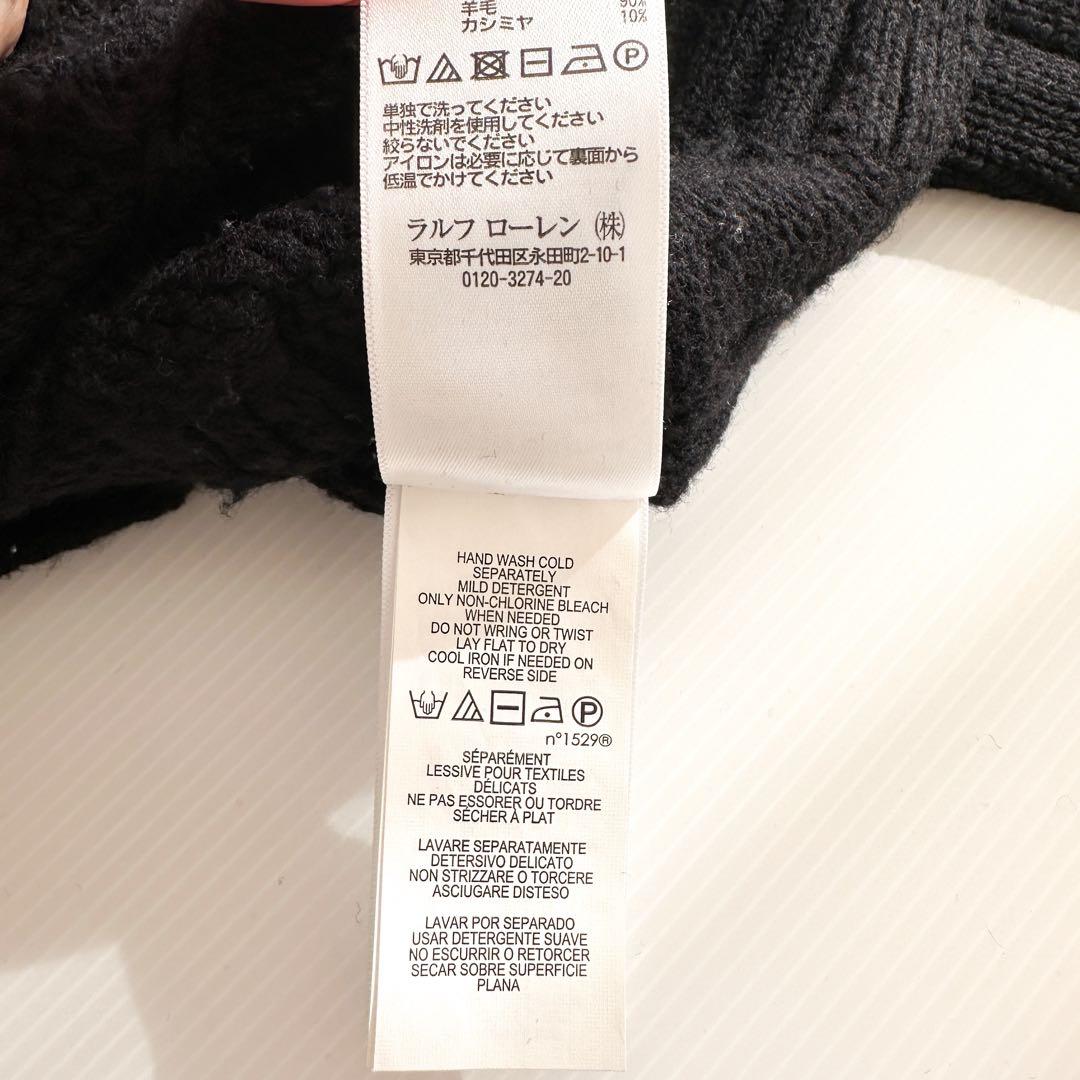 羊毛 90%
カシミヤ 10%
P
単独で洗ってください
中性洗剤を使用してください
絞らないでください
アイロンは必要に応じて裏面から
低温でかけてください
ラルフ ローレン ㈱
東京都千代田区永田町2-10-1
0120-3274-20
HAND WASH COLD
SEPARATELY
MILD DETERGENT
ONLY NON-CHLORINE BLEACH
WHEN NEEDED
DO NOT WRING OR TWIST
LAY FLAT TO DRY
COOL IRON IF NEEDED ON
REVERSE SIDE
P
n°1529®
SÉPARÉMENT
LESSIVE POUR TEXTILES
DÉLICATS
NE PAS ESSORER OU TORDRE
SÉCHER À PLAT
LAVARE SEPARATAMENTE
DETERSIVO DELICATO
NON STRIZZARE O TORCERE
ASCIUGARE DISTESO
LAVAR POR SEPARADO
USAR DETERGENTE SUAVE
NO ESCURRIR O RETORCER
SECAR SOBRE SUPERFICIE
PLANA